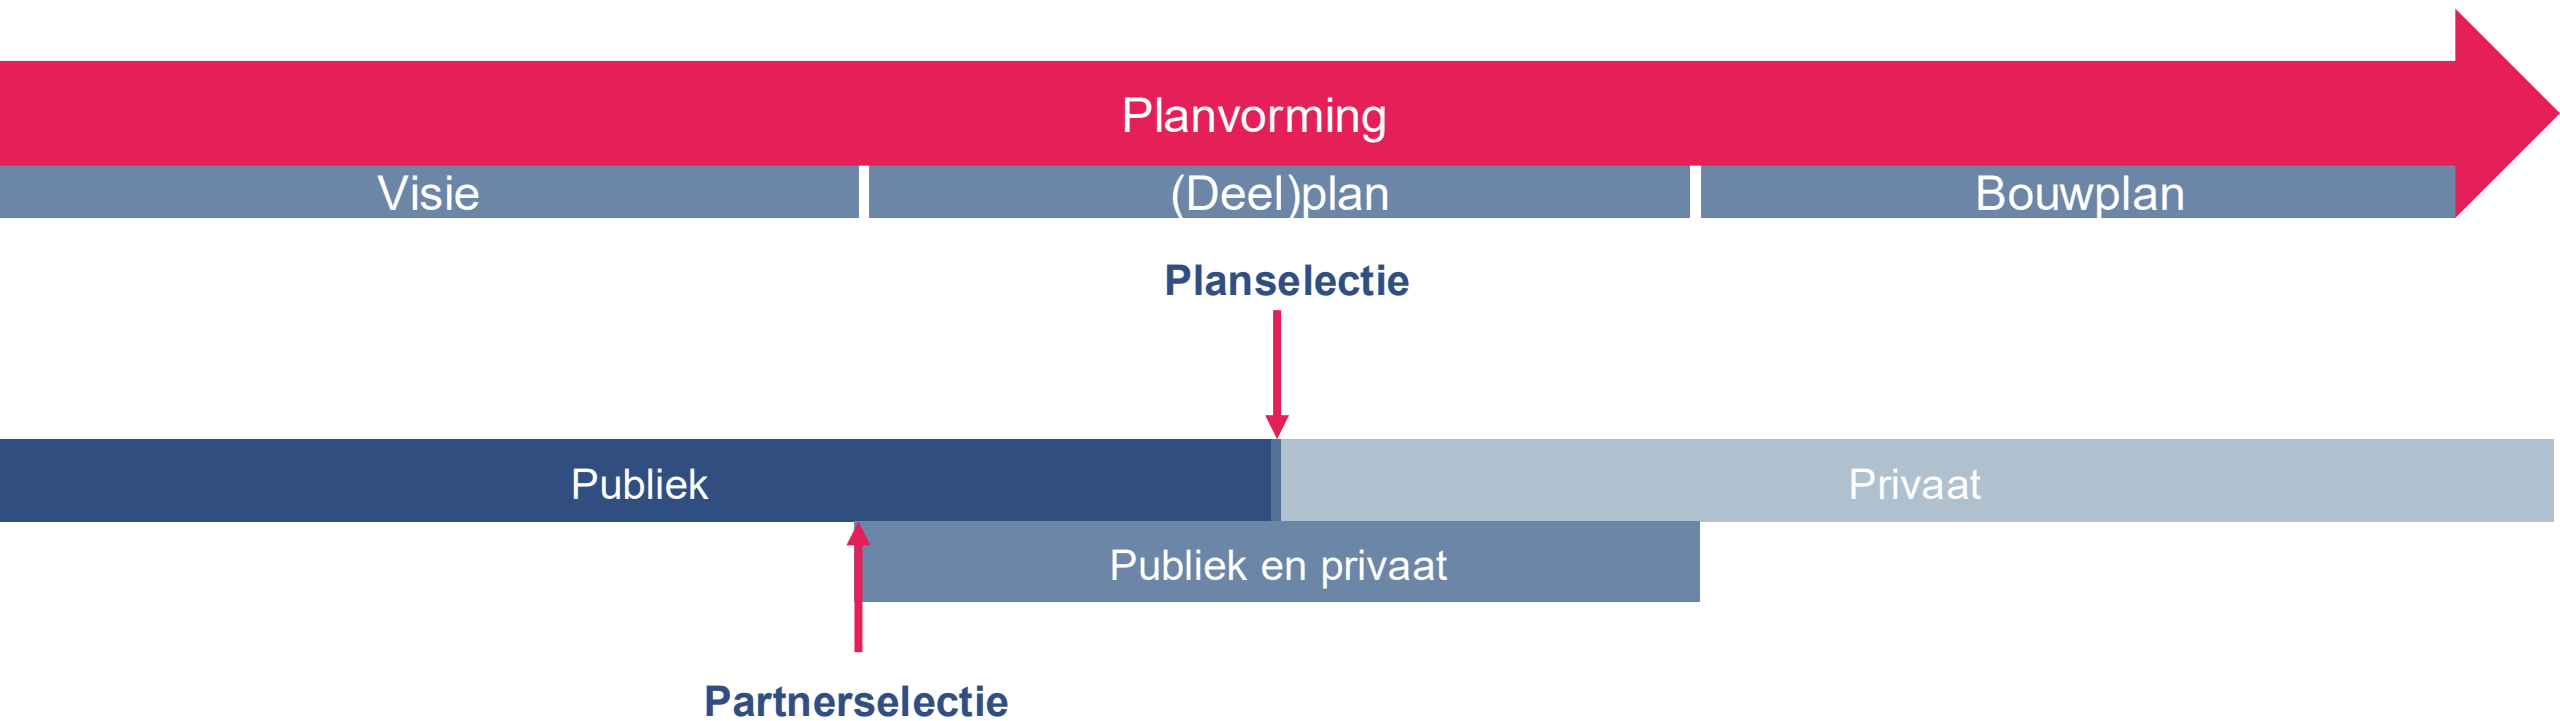 Planvorming
Visie
(Deel)plan
Bouwplan
Planselectie
Publiek
Privaat
Publiek en privaat
Partnerselectie